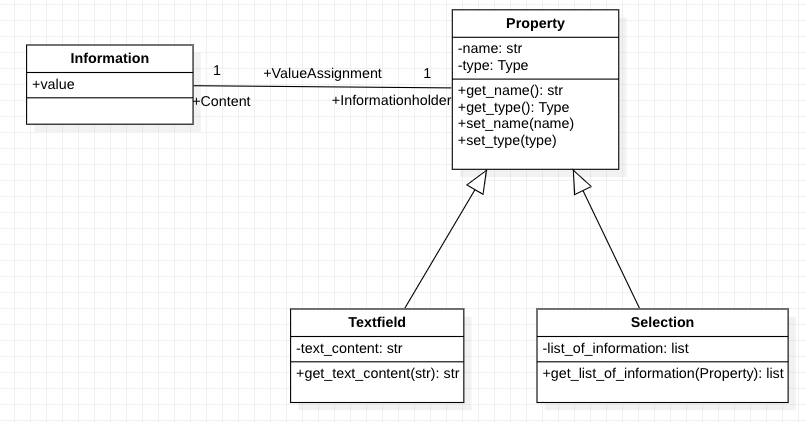 Property
-name: str
-type: Type
+get_name(): str
+get_type(): Type
+set_name(name)
+set_type(type)
Information
+value
1
+ValueAssignment
1
+Content
+Informationholder
Textfield
-text_content: str
+get_text_content(str): str
Selection
-list_of_information: list
+get_list_of_information(Property): list